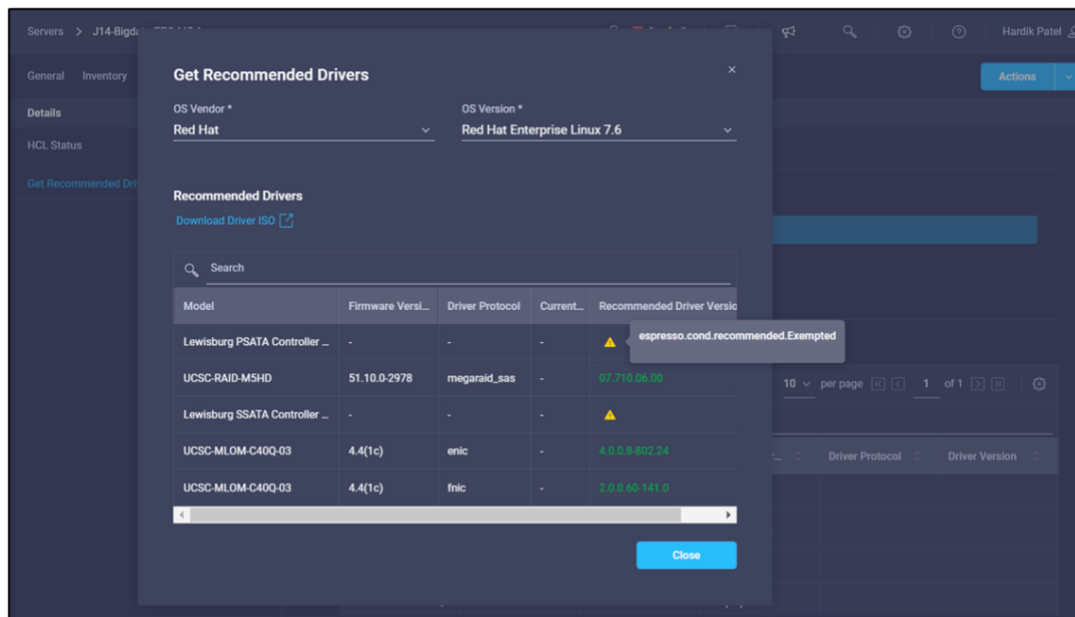 Servers > J14-Bigda
Hardik Patel
General Inventory
Actions
Details
HCL Status
Get Recommended Dri
Get Recommended Drivers
OS Vendor *
OS Version *
Red Hat
Red Hat Enterprise Linux 7.6
Recommended Drivers
Download Driver ISO
Search
Model Firmware Versi... Driver Protocol Current... Recommended Driver Versio
Lewisburg PSATA Controller ... - - -
espresso.cond.recommended.Exempted
UCSC-RAID-M5HD 51.10.0-2978 megaraid_sas - 07.710.06.00
Lewisburg SSATA Controller ... - - -
UCSC-MLOM-C40Q-03 4.4(1c) enic - 4.0.0.8-802.24
UCSC-MLOM-C40Q-03 4.4(1c) fnic - 2.0.0.60-141.0
10 per page 1 of 1
Driver Protocol Driver Version
Close